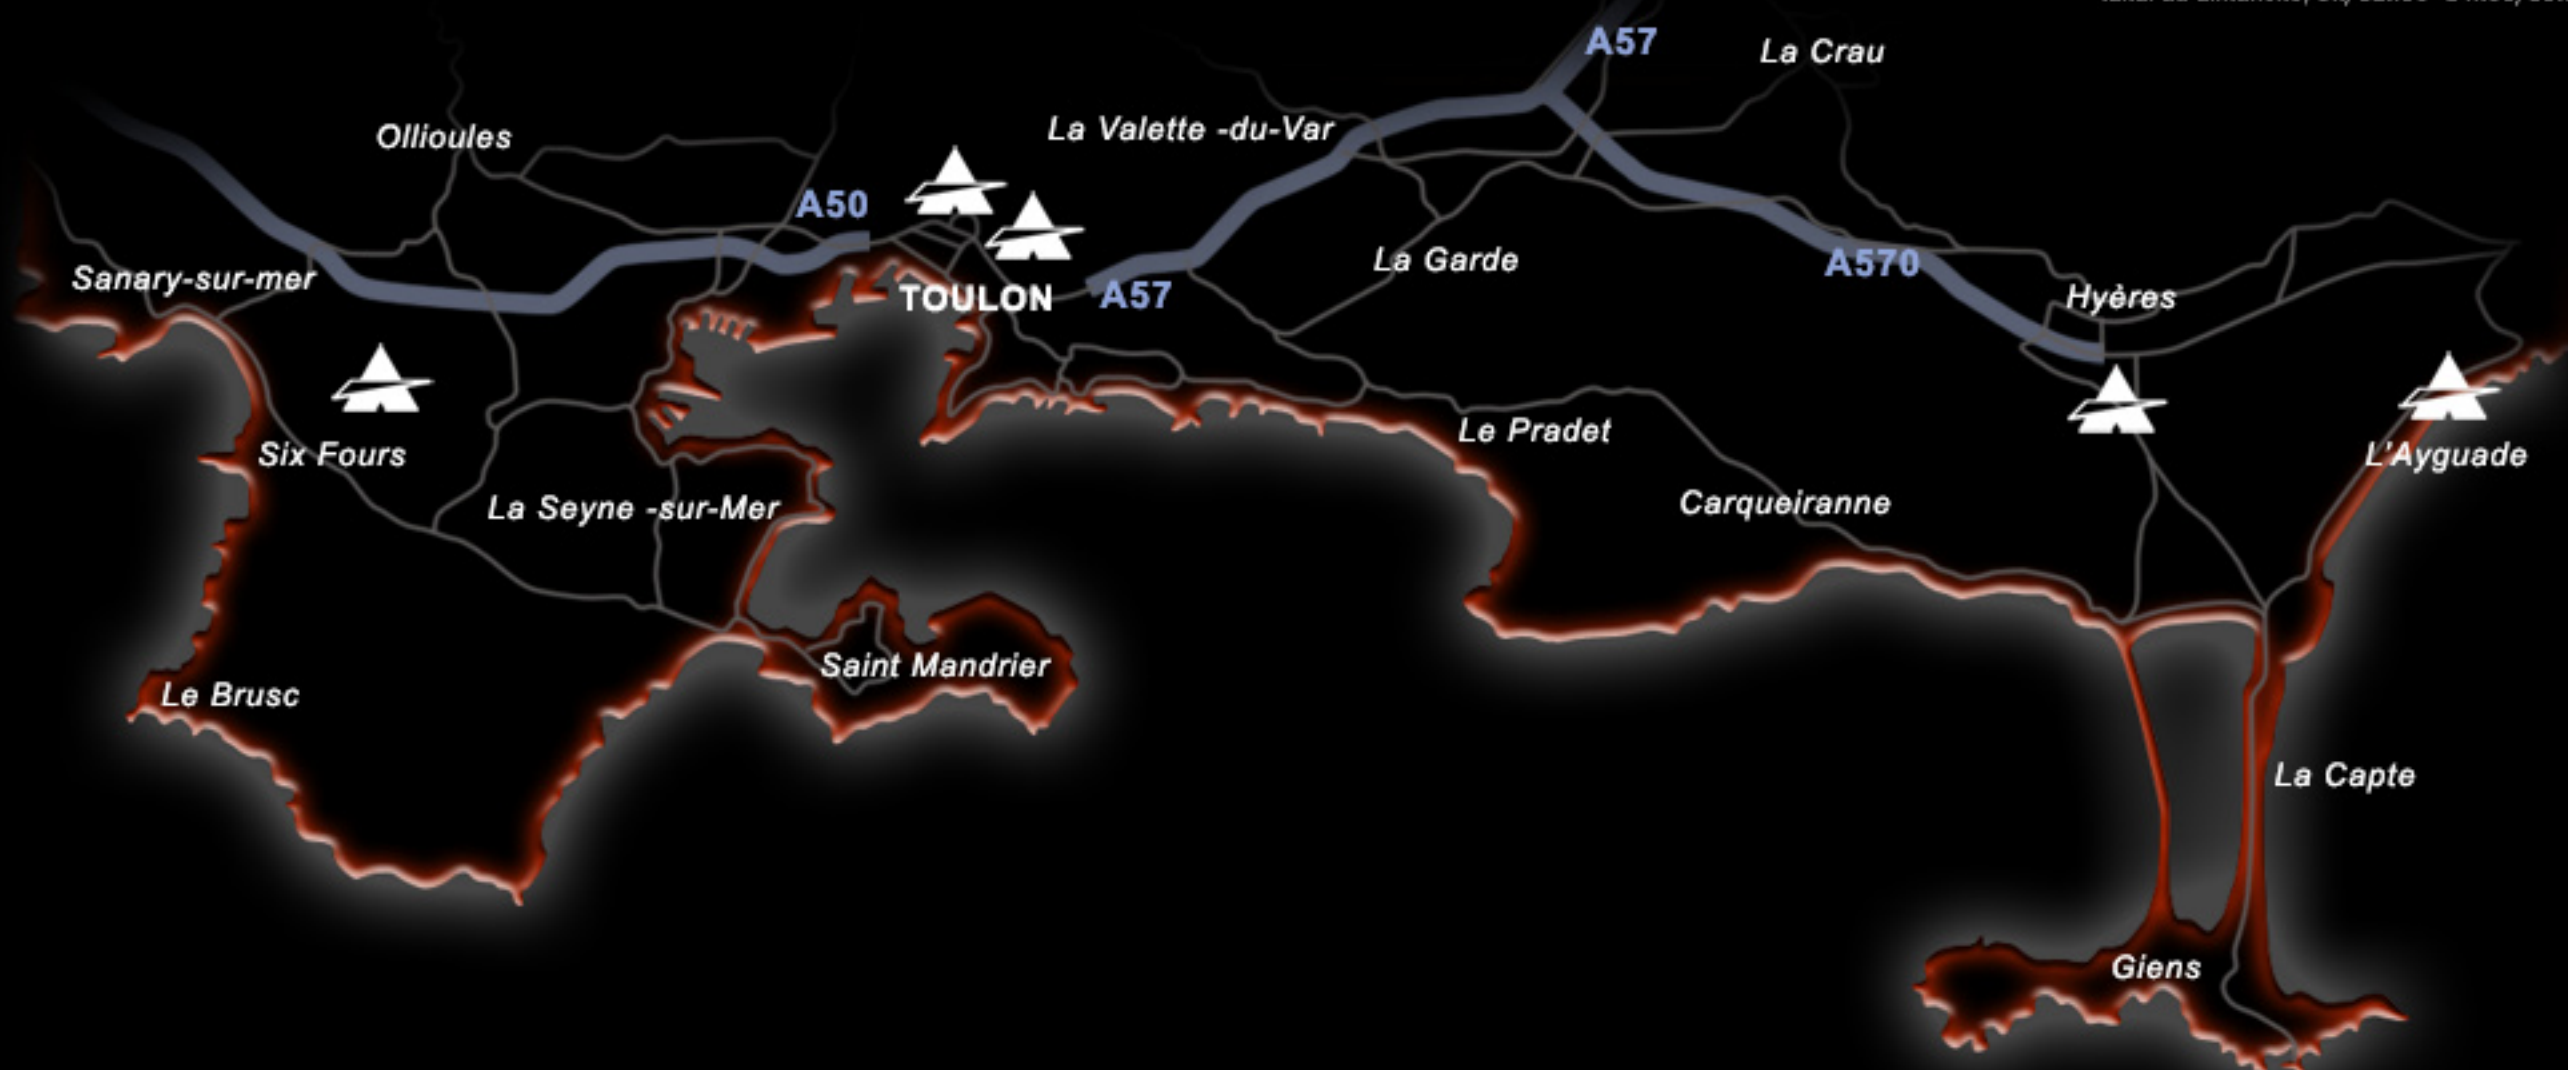 A57
La Crau
Ollioules
La Valette -du-Var
A50
La Garde
A570
Sanary-sur-mer
TOULON
A57
Hyères
Le Pradet
Six Fours
L'Ayguade
La Seyne -sur-Mer
Carqueiranne
Saint Mandrier
Le Brusc
La Capte
Giens